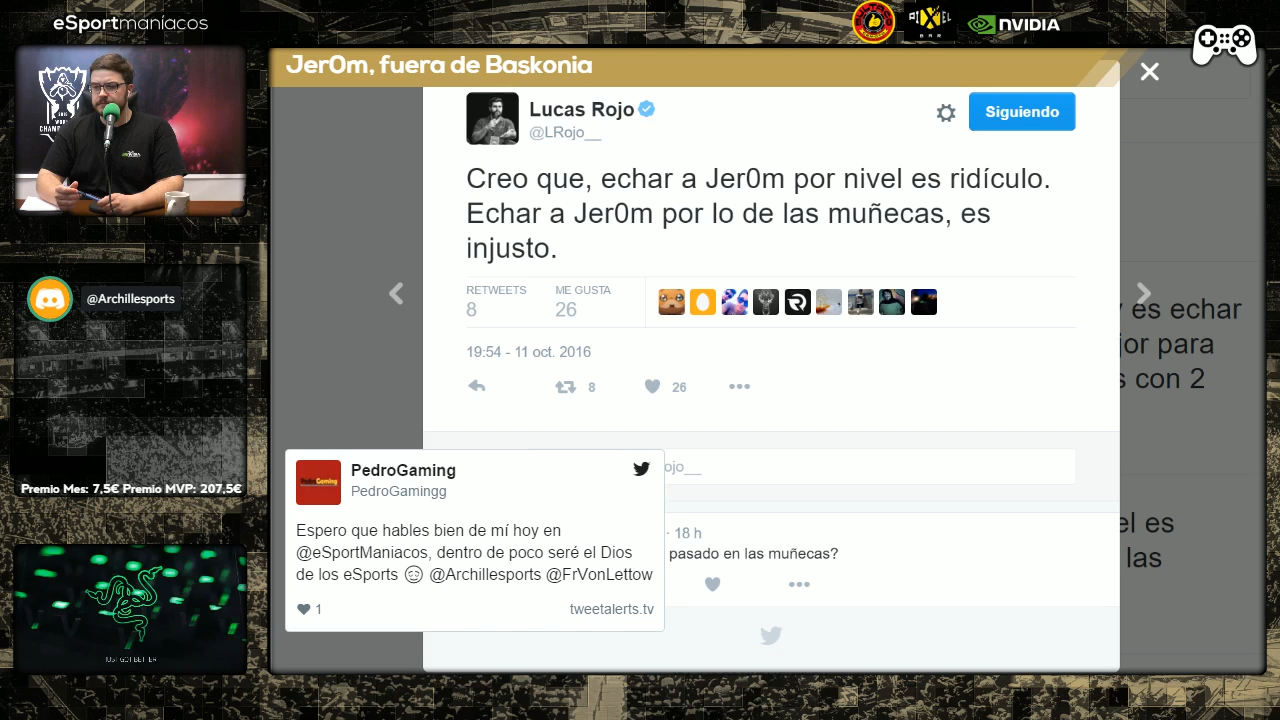 eSportmaníacos
PIXEL
BAR
NVIDIA
Jer0m, fuera de Baskonia
Lucas Rojo
@LRojo__
Siguiendo
Creo que, echar a Jer0m por nivel es ridículo.
Echar a Jer0m por lo de las muñecas, es
injusto.
RETWEETS
ME GUSTA
8
26
19:54 - 11 oct. 2016
8
26
es echar
para
con 2
ojo__
· 18 h
pasado en las muñecas?
el es
las
@Archillesports
Premio Mes: 7,5€ Premio MVP: 207,5€
PedroGaming
PedroGamingg
Espero que hables bien de mí hoy en
@eSportManiacos, dentro de poco seré el Dios
de los eSports 😌 @Archillesports @FrVonLettow
1
tweetalerts.tv